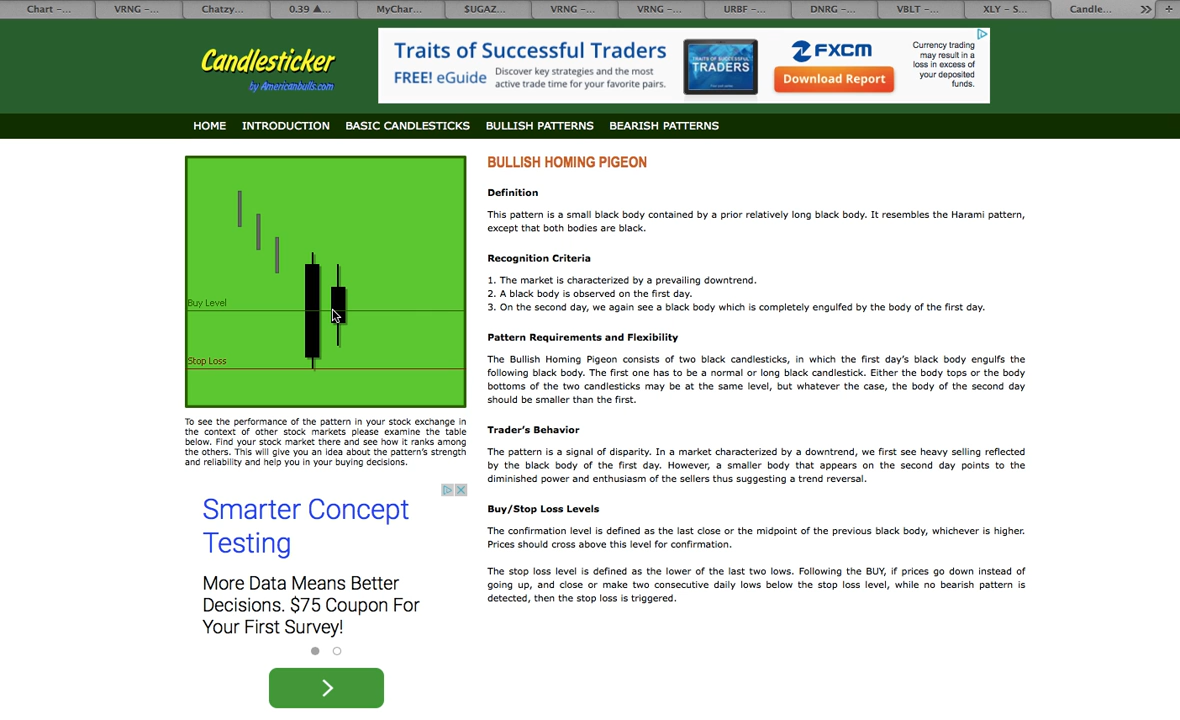 Chart –... VRNG –... Chatzy... 0.39 ▲... MyChar... $UGAZ... VRNG –... VRNG –... URBF –... DNRG –... VBLT –... XLY – S... Candle...
Candlesticker
by Americanbulls.com
Traits of Successful Traders
FREE! eGuide
Discover key strategies and the most
active trade time for your favorite pairs.
TRAITS OF SUCCESSFUL
TRADERS
FXCM
Download Report
Currency trading
may result in a
loss in excess of
your deposited
funds.
HOME INTRODUCTION BASIC CANDLESTICKS BULLISH PATTERNS BEARISH PATTERNS
Buy Level
Stop Loss
To see the performance of the pattern in your stock exchange in
the context of other stock markets please examine the table
below. Find your stock market there and see how it ranks among
the others. This will give you an idea about the pattern's strength
and reliability and help you in your buying decisions.
Smarter Concept
Testing
More Data Means Better
Decisions. $75 Coupon For
Your First Survey!
BULLISH HOMING PIGEON
Definition
This pattern is a small black body contained by a prior relatively long black body. It resembles the Harami pattern,
except that both bodies are black.
Recognition Criteria
1. The market is characterized by a prevailing downtrend.
2. A black body is observed on the first day.
3. On the second day, we again see a black body which is completely engulfed by the body of the first day.
Pattern Requirements and Flexibility
The Bullish Homing Pigeon consists of two black candlesticks, in which the first day's black body engulfs the
following black body. The first one has to be a normal or long black candlestick. Either the body tops or the body
bottoms of the two candlesticks may be at the same level, but whatever the case, the body of the second day
should be smaller than the first.
Trader's Behavior
The pattern is a signal of disparity. In a market characterized by a downtrend, we first see heavy selling reflected
by the black body of the first day. However, a smaller body that appears on the second day points to the
diminished power and enthusiasm of the sellers thus suggesting a trend reversal.
Buy/Stop Loss Levels
The confirmation level is defined as the last close or the midpoint of the previous black body, whichever is higher.
Prices should cross above this level for confirmation.
The stop loss level is defined as the lower of the last two lows. Following the BUY, if prices go down instead of
going up, and close or make two consecutive daily lows below the stop loss level, while no bearish pattern is
detected, then the stop loss is triggered.